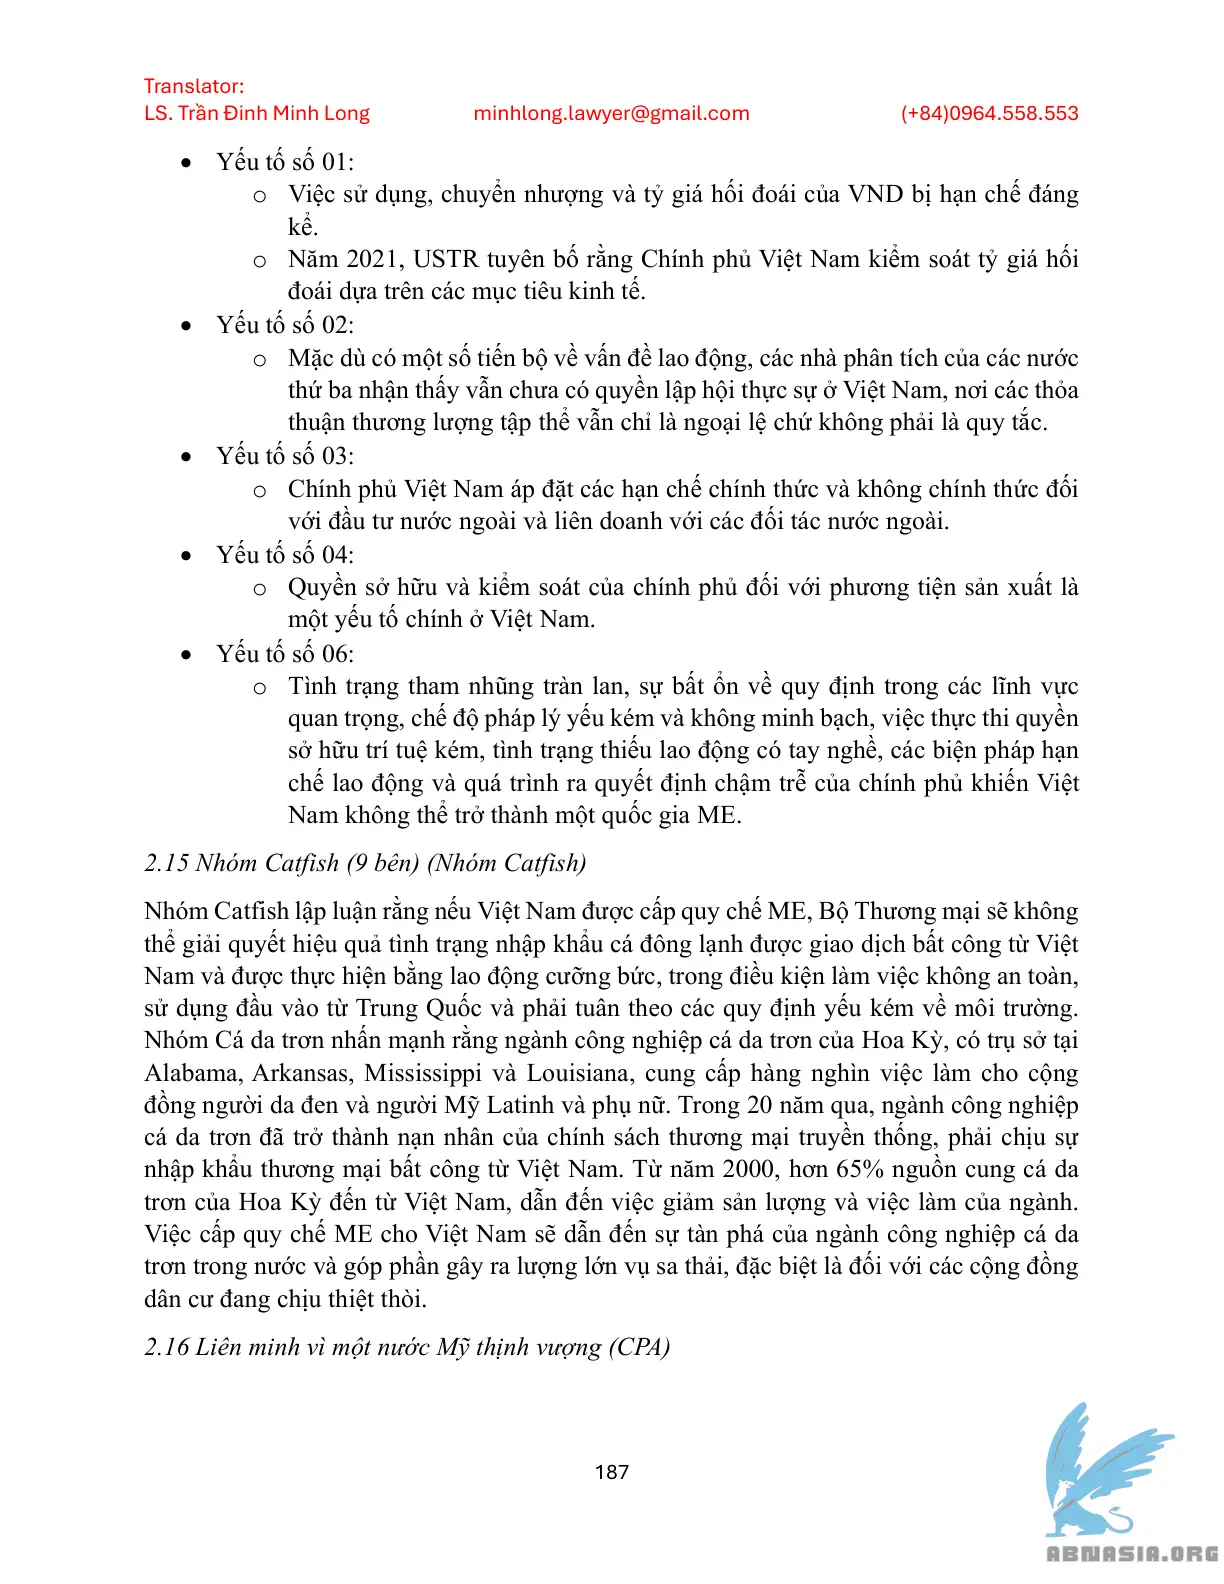 Translator:
LS. Trần Đinh Minh Long minhlong.lawyer@gmail.com (+84)0964.558.553
• Yếu tố số 01:
o Việc sử dụng, chuyển nhượng và tỷ giá hối đoái của VND bị hạn chế đáng
kể.
o Năm 2021, USTR tuyên bố rằng Chính phủ Việt Nam kiểm soát tỷ giá hối
đoái dựa trên các mục tiêu kinh tế.
• Yếu tố số 02:
o Mặc dù có một số tiến bộ về vấn đề lao động, các nhà phân tích của các nước
thứ ba nhận thấy vẫn chưa có quyền lập hội thực sự ở Việt Nam, nơi các thỏa
thuận thương lượng tập thể vẫn chỉ là ngoại lệ chứ không phải là quy tắc.
• Yếu tố số 03:
o Chính phủ Việt Nam áp đặt các hạn chế chính thức và không chính thức đối
với đầu tư nước ngoài và liên doanh với các đối tác nước ngoài.
• Yếu tố số 04:
o Quyền sở hữu và kiểm soát của chính phủ đối với phương tiện sản xuất là
một yếu tố chính ở Việt Nam.
• Yếu tố số 06:
o Tình trạng tham nhũng tràn lan, sự bất ổn về quy định trong các lĩnh vực
quan trọng, chế độ pháp lý yếu kém và không minh bạch, việc thực thi quyền
sở hữu trí tuệ kém, tình trạng thiếu lao động có tay nghề, các biện pháp hạn
chế lao động và quá trình ra quyết định chậm trễ của chính phủ khiến Việt
Nam không thể trở thành một quốc gia ME.
2.15 Nhóm Catfish (9 bên) (Nhóm Catfish)
Nhóm Catfish lập luận rằng nếu Việt Nam được cấp quy chế ME, Bộ Thương mại sẽ không
thể giải quyết hiệu quả tình trạng nhập khẩu cá đông lạnh được giao dịch bất công từ Việt
Nam và được thực hiện bằng lao động cưỡng bức, trong điều kiện làm việc không an toàn,
sử dụng đầu vào từ Trung Quốc và phải tuân theo các quy định yếu kém về môi trường.
Nhóm Cá da trơn nhấn mạnh rằng ngành công nghiệp cá da trơn của Hoa Kỳ, có trụ sở tại
Alabama, Arkansas, Mississippi và Louisiana, cung cấp hàng nghìn việc làm cho cộng
đồng người da đen và người Mỹ Latinh và phụ nữ. Trong 20 năm qua, ngành công nghiệp
cá da trơn đã trở thành nạn nhân của chính sách thương mại truyền thống, phải chịu sự
nhập khẩu thương mại bất công từ Việt Nam. Từ năm 2000, hơn 65% nguồn cung cá da
trơn của Hoa Kỳ đến từ Việt Nam, dẫn đến việc giảm sản lượng và việc làm của ngành.
Việc cấp quy chế ME cho Việt Nam sẽ dẫn đến sự tàn phá của ngành công nghiệp cá da
trơn trong nước và góp phần gây ra lượng lớn vụ sa thải, đặc biệt là đối với các cộng đồng
dân cư đang chịu thiệt thòi.
2.16 Liên minh vì một nước Mỹ thịnh vượng (CPA)
187
ABNASIA.ORG